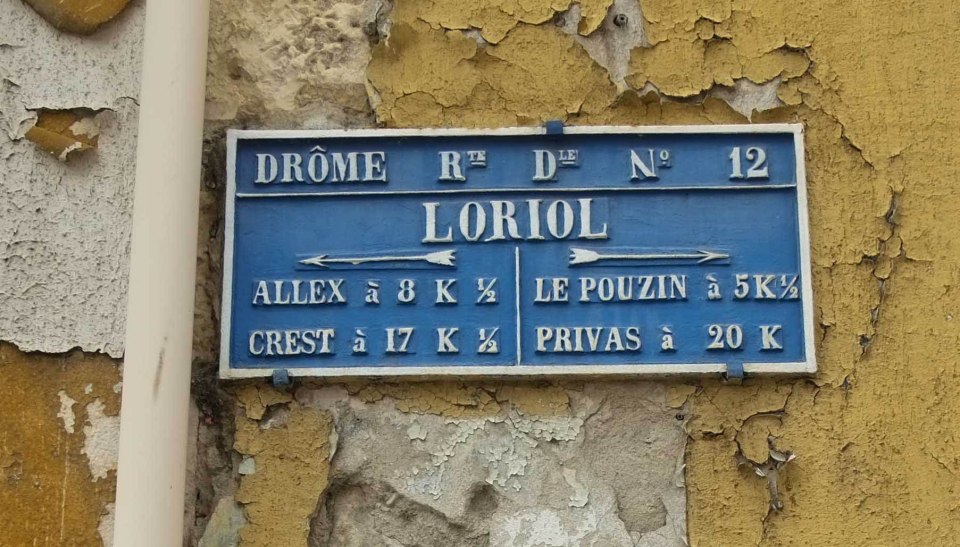 DRÔME RTE DLE No 12
LORIOL
ALLEX à 8 K ½
CREST à 17 K ½
LE POUZIN à 5K½
PRIVAS à 20 K